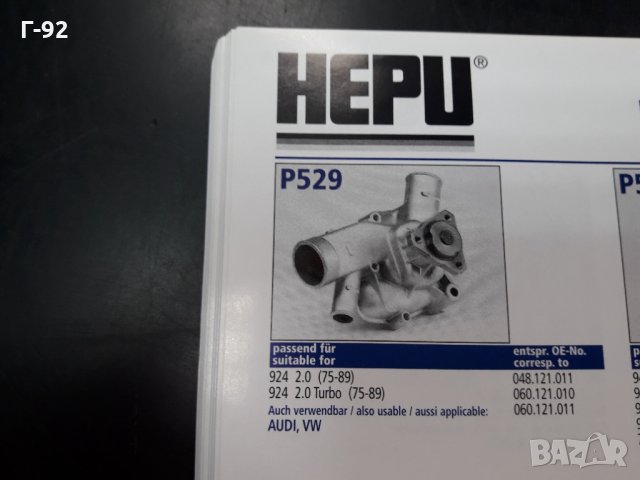 Г-92
HEPU®
P529
passend für
suitable for
entspr. OE-No.
corresp. to
924 2.0 (75-89)
048.121.011
924 2.0 Turbo (75-89)
060.121.010
Auch verwendbar / also usable / aussi applicable:
060.121.011
AUDI, VW
BAZAR
bg